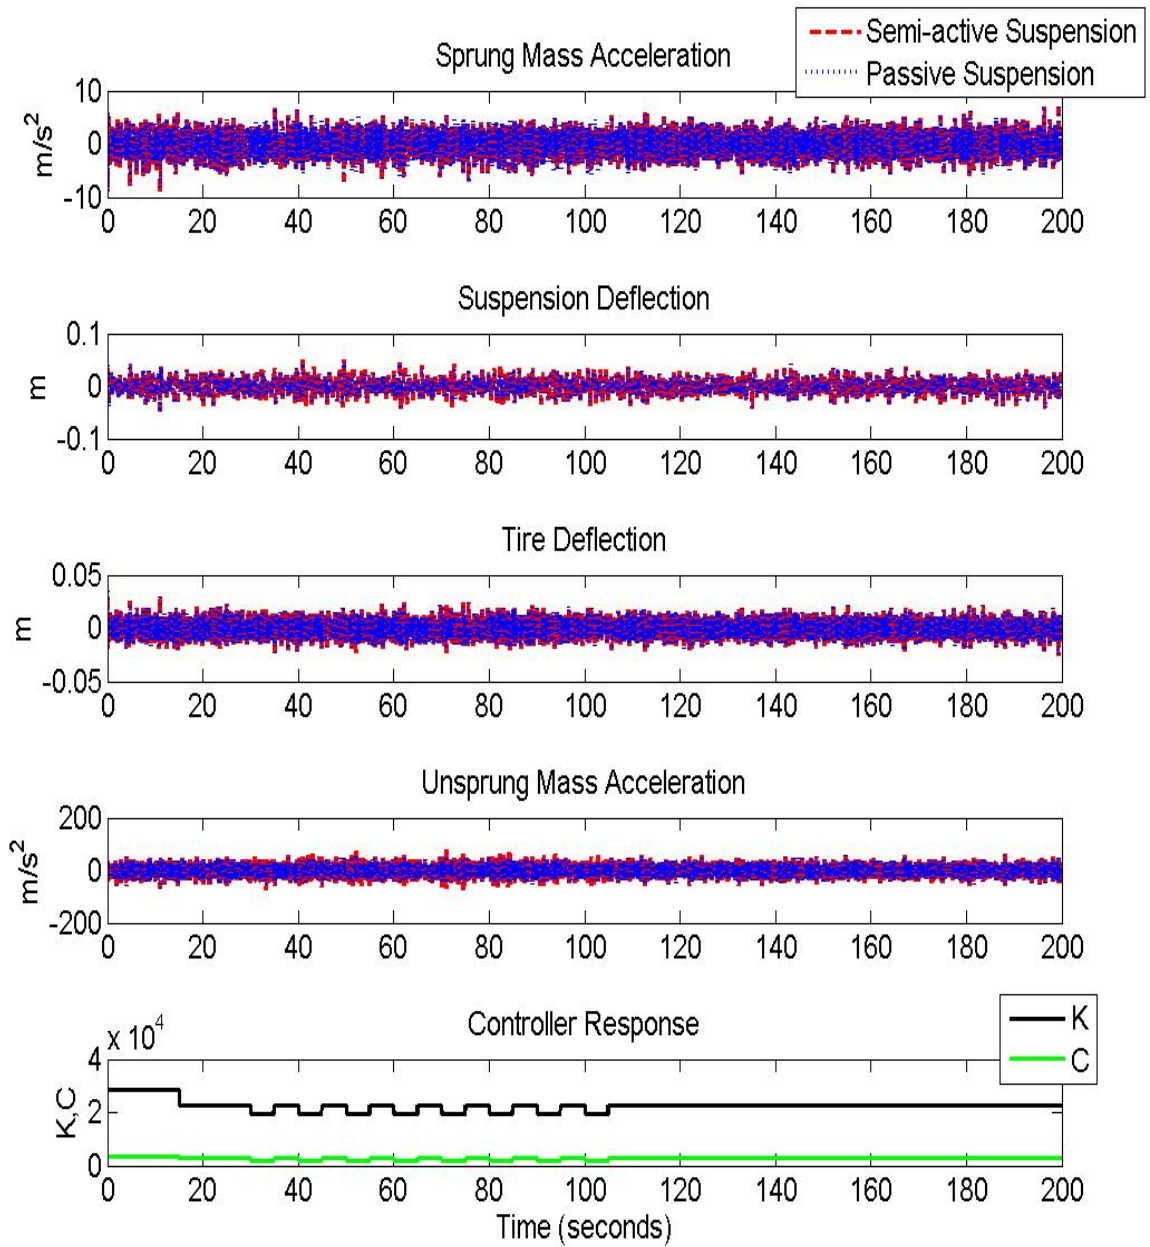 Semi-active Suspension
Passive Suspension
Sprung Mass Acceleration
10
0
-10
m/s²
0 20 40 60 80 100 120 140 160 180 200
Suspension Deflection
0.1
0
-0.1
m
0 20 40 60 80 100 120 140 160 180 200
Tire Deflection
0.05
0
-0.05
m
0 20 40 60 80 100 120 140 160 180 200
Unsprung Mass Acceleration
200
0
-200
m/s²
0 20 40 60 80 100 120 140 160 180 200
Controller Response
x 10⁴
K
C
4
2
0
K,C
0 20 40 60 80 100 120 140 160 180 200
Time (seconds)